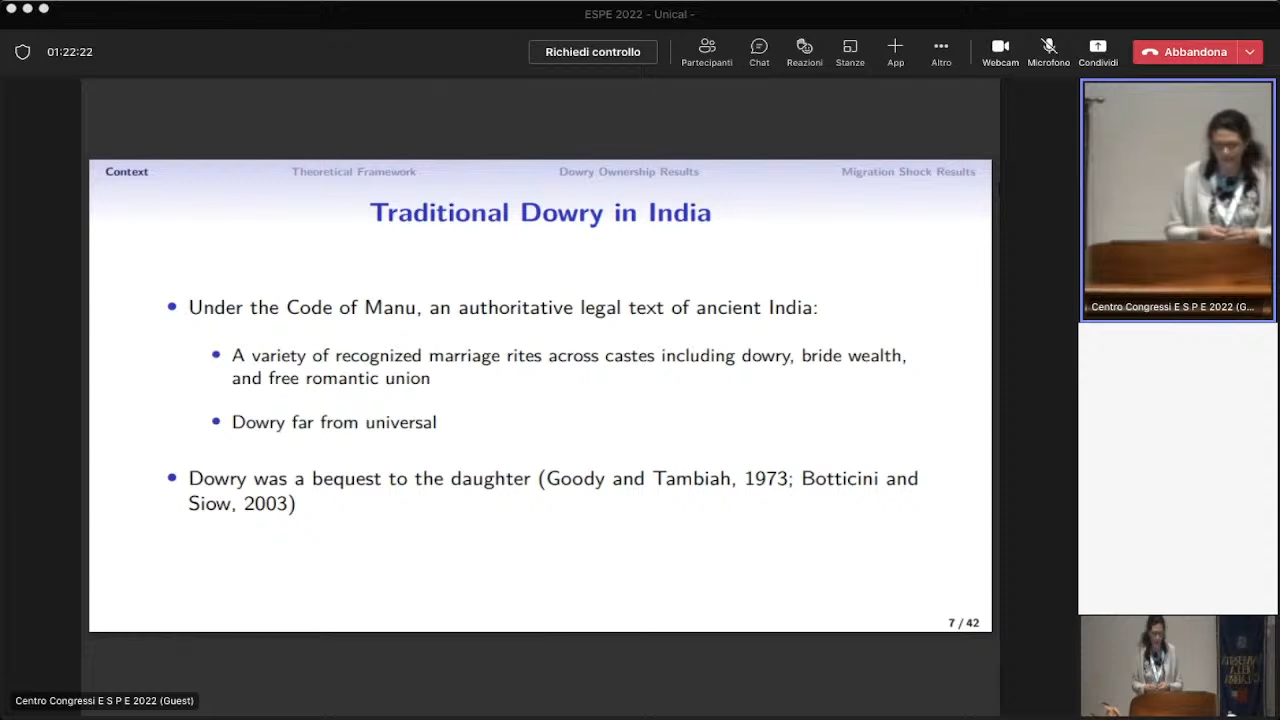 ESPE 2022 - Unical -
01:22:22
Richiedi controllo
Partecipanti
Chat
Reazioni
Stanze
App
Altro
Webcam
Microfono
Condividi
Abbandona
Context
Theoretical Framework
Dowry Ownership Results
Migration Shock Results
Traditional Dowry in India
Under the Code of Manu, an authoritative legal text of ancient India:
A variety of recognized marriage rites across castes including dowry, bride wealth,
and free romantic union
Dowry far from universal
Dowry was a bequest to the daughter (Goody and Tambiah, 1973; Botticini and
Siow, 2003)
7 / 42
Centro Congressi E S P E 2022 (G...
Centro Congressi E S P E 2022 (Guest)